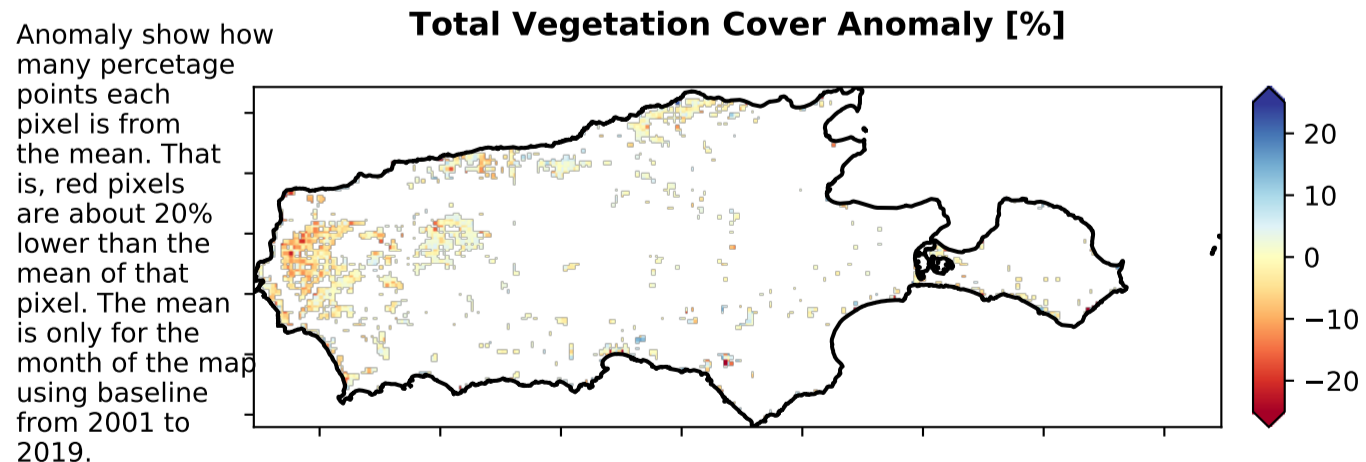 Total Vegetation Cover Anomaly [%]
Anomaly show how
many percetage
points each
pixel is from
the mean. That
is, red pixels
are about 20%
lower than the
mean of that
pixel. The mean
is only for the
month of the map
using baseline
from 2001 to
2019.
20
10
0
−10
−20